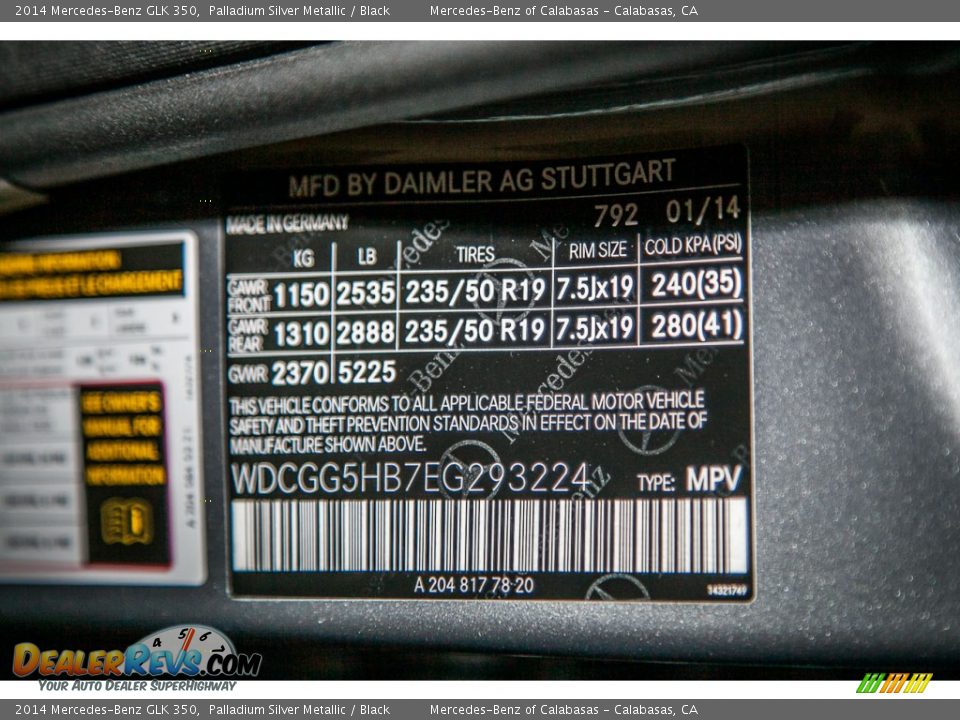 2014 Mercedes-Benz GLK 350, Palladium Silver Metallic / Black Mercedes-Benz of Calabasas - Calabasas, CA
MFD BY DAIMLER AG STUTTGART
792 01/14
MADE IN GERMANY
KG LB TIRES RIM SIZE COLD KPA (PSI)
GAWR FRONT 1150 2535 235/50 R19 7.5Jx19 240(35)
GAWR REAR 1310 2888 235/50 R19 7.5Jx19 280(41)
GVWR 2370 5225
THIS VEHICLE CONFORMS TO ALL APPLICABLE FEDERAL MOTOR VEHICLE
SAFETY AND THEFT PREVENTION STANDARDS IN EFFECT ON THE DATE OF
MANUFACTURE SHOWN ABOVE.
WDCGG5HB7EG293224 TYPE: MPV
A 204 817 78-20
SEE OWNER'S
MANUAL FOR
ADDITIONAL
INFORMATION
DEALERREVS.COM
YOUR AUTO DEALER SUPERHIGHWAY
2014 Mercedes-Benz GLK 350, Palladium Silver Metallic / Black Mercedes-Benz of Calabasas - Calabasas, CA